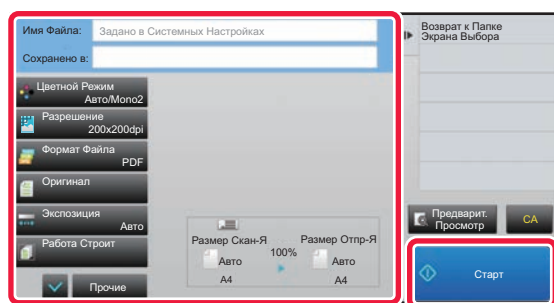 Имя Файла: Задано в Системных Настройках
Сохранено в:
Цветной Режим
Авто/Mono2
Разрешение
200x200dpi
Формат Файла
PDF
Оригинал
Экспозиция
Авто
Работа Строит
Прочие
Размер Скан-Я
Авто
A4
100%
Размер Отпр-Я
Авто
A4
Возврат к Папке
Экрана Выбора
Предварит.
Просмотр
CA
Старт